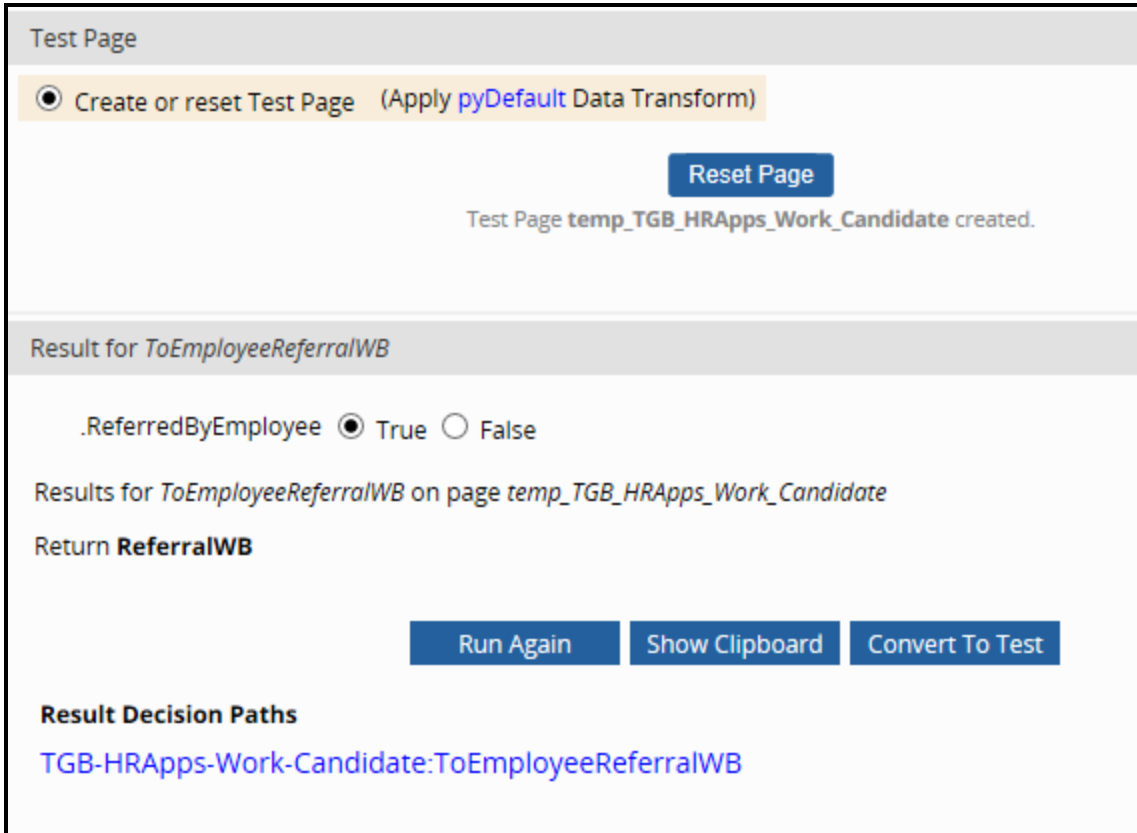 Test Page
Create or reset Test Page (Apply pyDefault Data Transform)
Reset Page
Test Page temp_TGB_HRApps_Work_Candidate created.
Result for ToEmployeeReferralWB
.ReferredByEmployee True False
Results for ToEmployeeReferralWB on page temp_TGB_HRApps_Work_Candidate
Return ReferralWB
Run Again Show Clipboard Convert To Test
Result Decision Paths
TGB-HRApps-Work-Candidate:ToEmployeeReferralWB